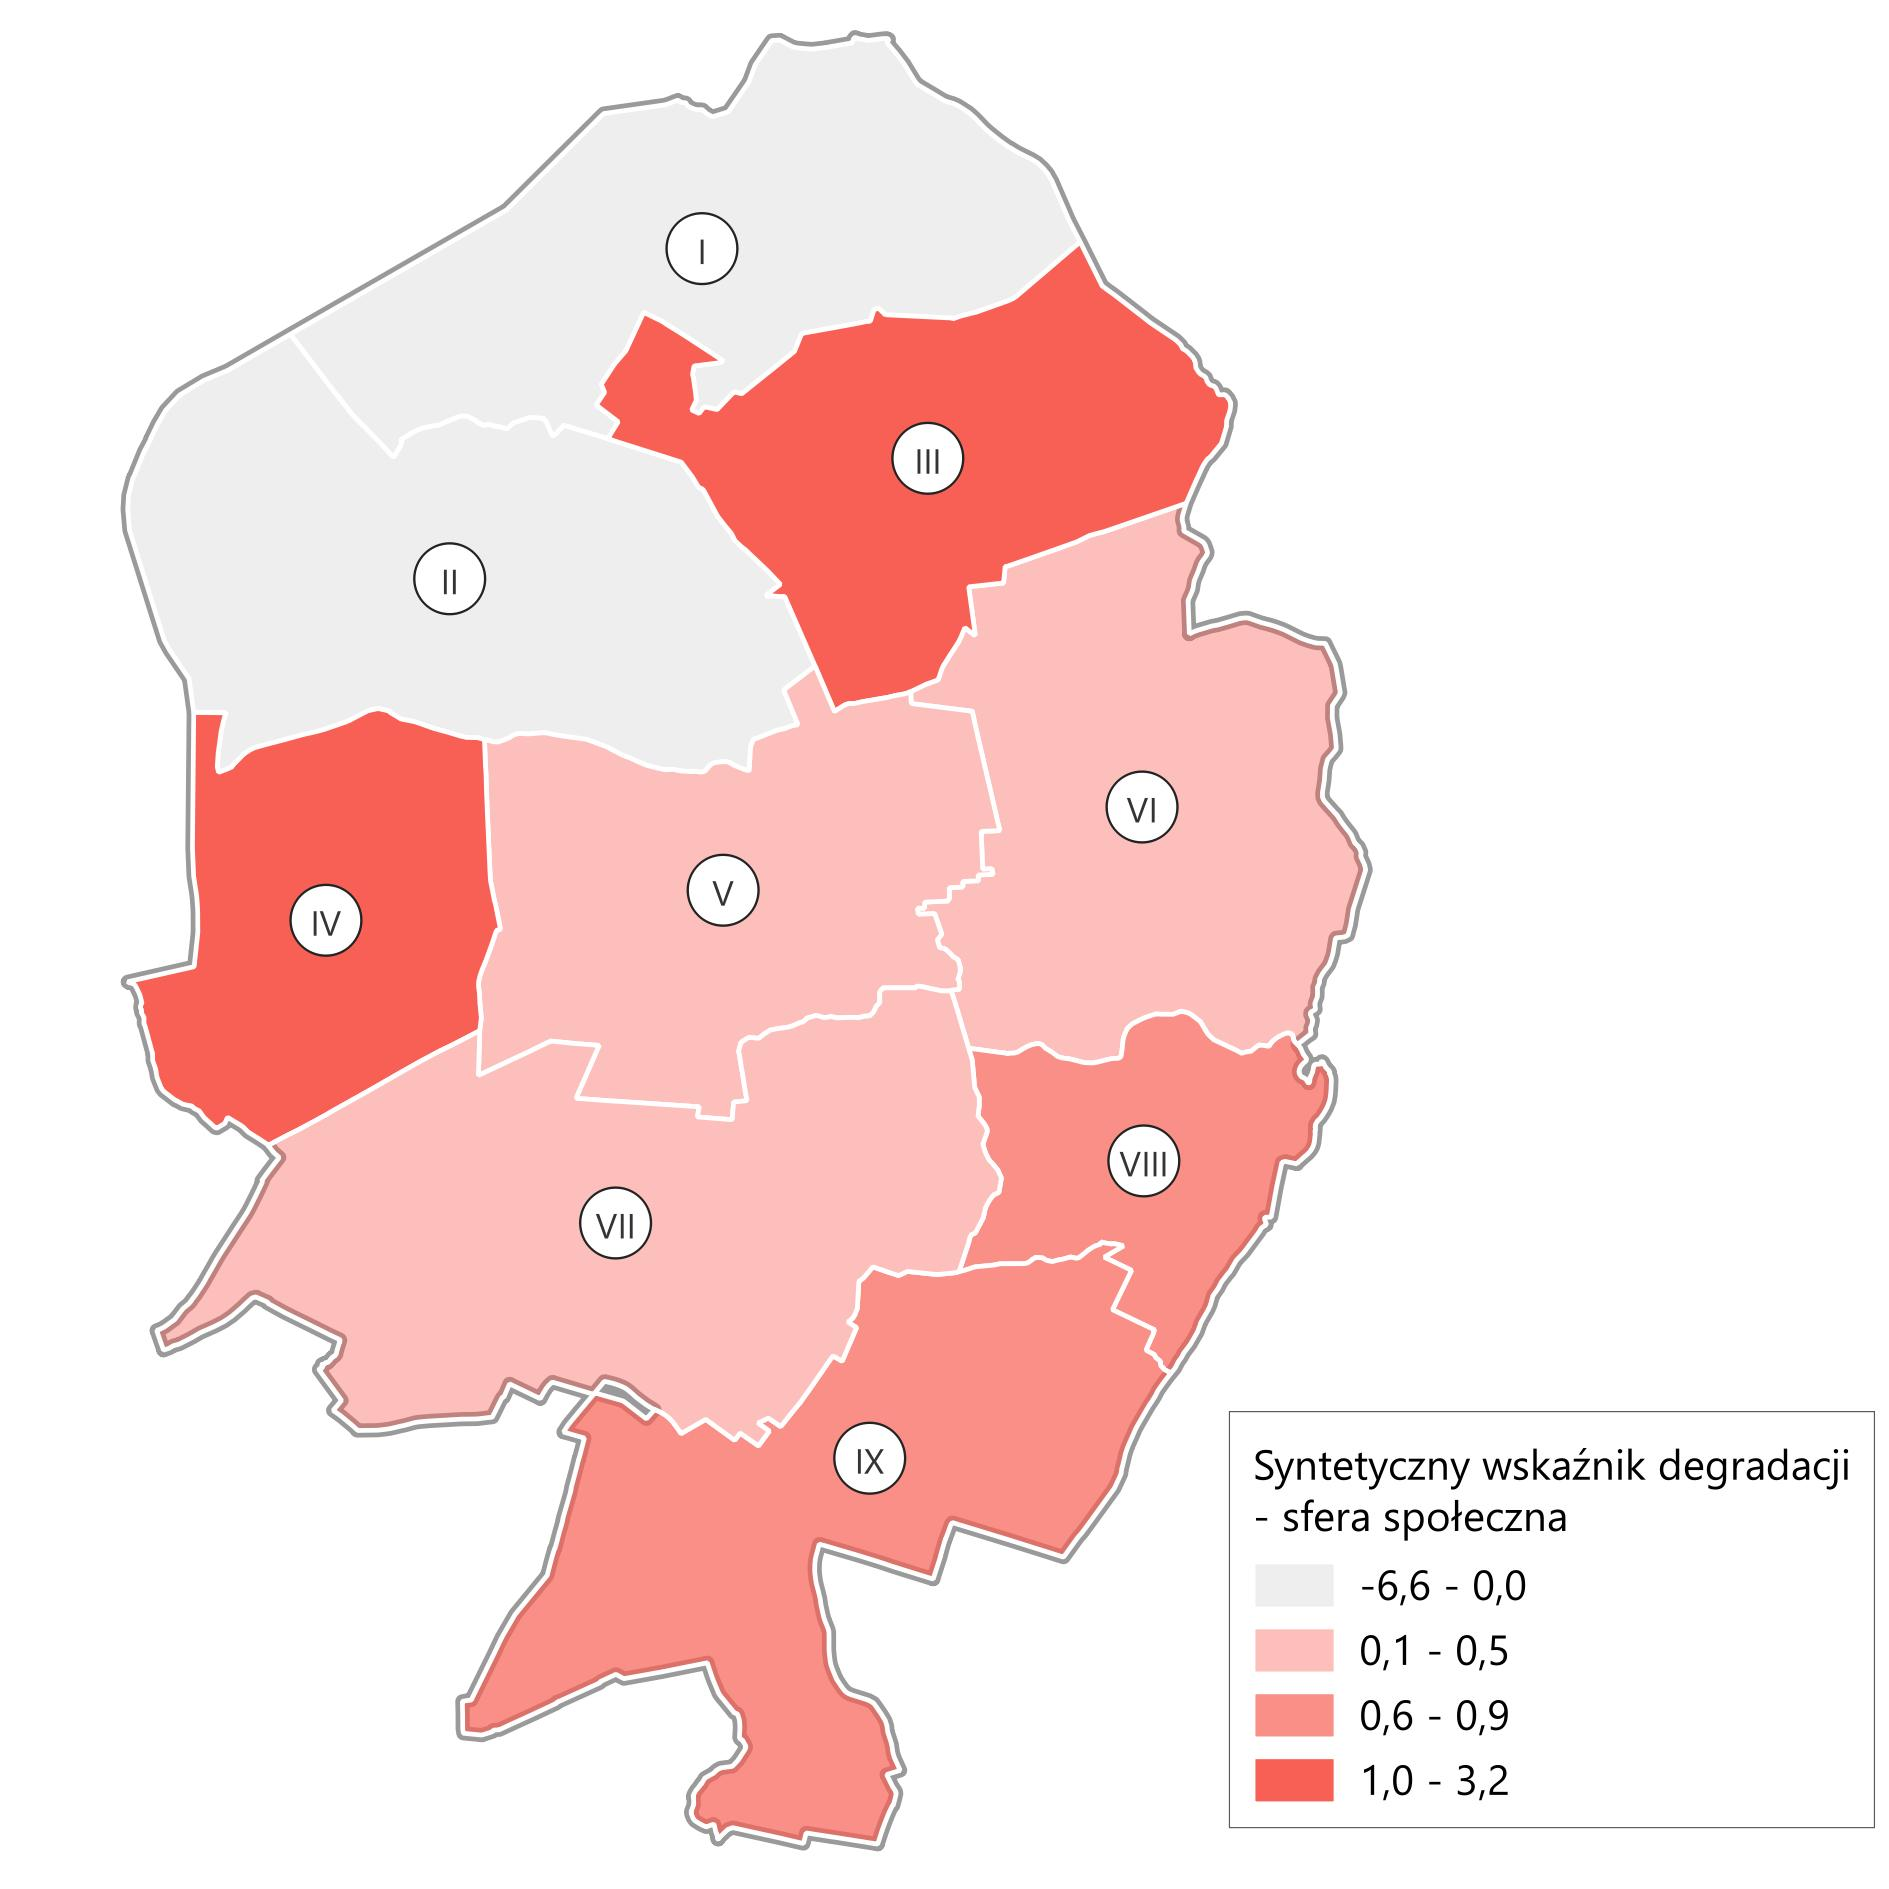 I
III
II
VI
V
IV
VIII
VII
IX
Syntetyczny wskaźnik degradacji
- sfera społeczna
-6,6 - 0,0
0,1 - 0,5
0,6 - 0,9
1,0 - 3,2